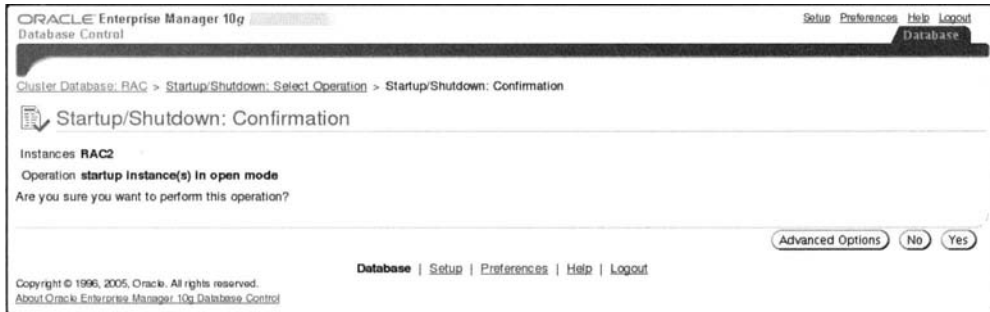 ORACLE Enterprise Manager 10g
Database Control
Setup Preferences Help Logout
Database
Cluster Database: RAC > Startup/Shutdown: Select Operation > Startup/Shutdown: Confirmation
Startup/Shutdown: Confirmation
Instances RAC2
Operation startup instance(s) in open mode
Are you sure you want to perform this operation?
Advanced Options No Yes
Database | Setup | Preferences | Help | Logout
Copyright © 1996, 2005, Oracle. All rights reserved.
About Oracle Enterprise Manager 10g Database Control